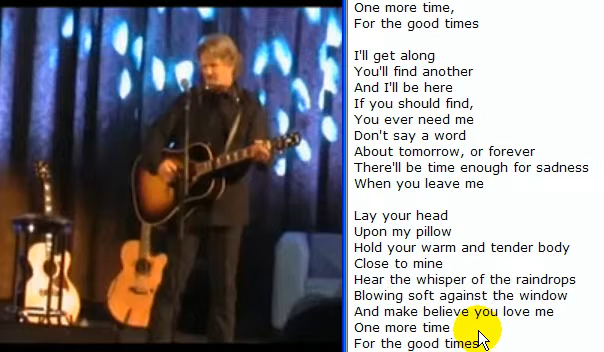 One more time,
For the good times
I'll get along
You'll find another
And I'll be here
If you should find,
You ever need me
Don't say a word
About tomorrow, or forever
There'll be time enough for sadness
When you leave me
Lay your head
Upon my pillow
Hold your warm and tender body
Close to mine
Hear the whisper of the raindrops
Blowing soft against the window
And make believe you love me
One more time
For the good times